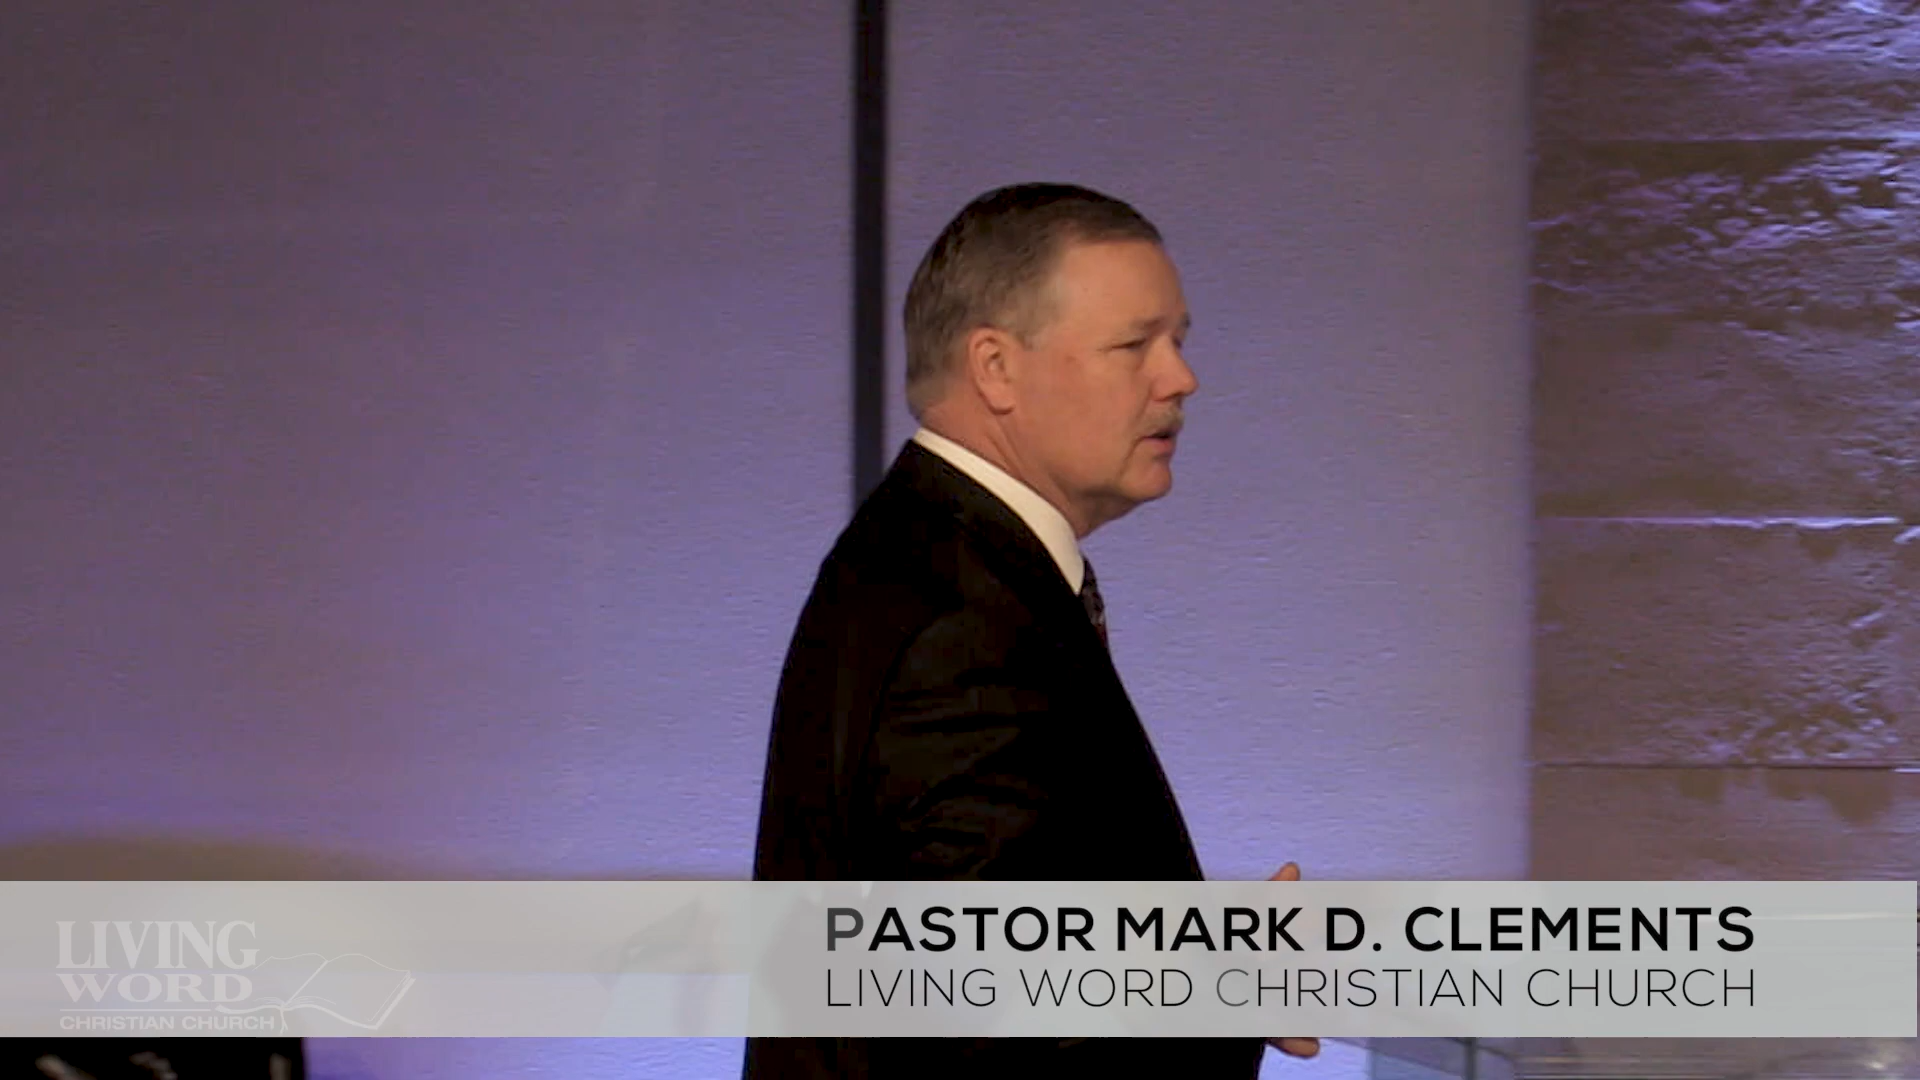 LIVING
WORD
CHRISTIAN CHURCH
PASTOR MARK D. CLEMENTS
LIVING WORD CHRISTIAN CHURCH